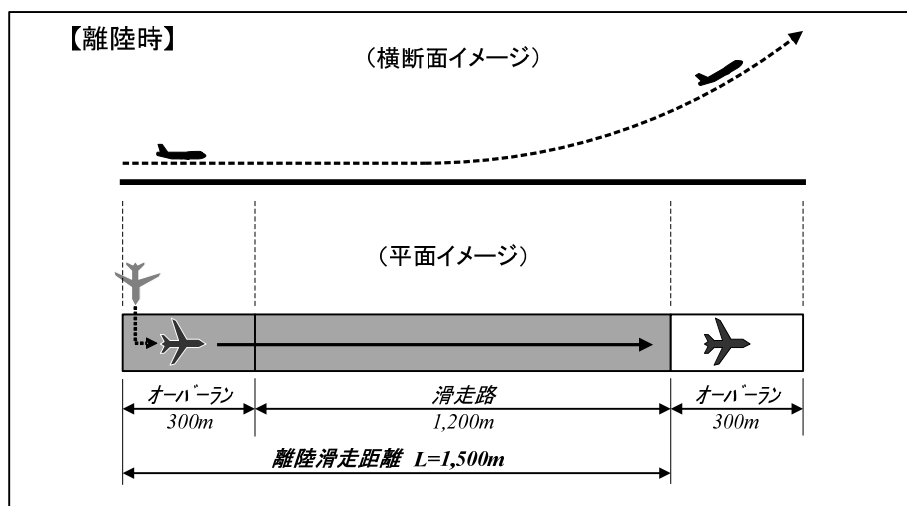 【離陸時】
(横断面イメージ)
(平面イメージ)
オーバーラン 滑走路 オーバーラン
300m 1,200m 300m
離陸滑走距離 L=1,500m